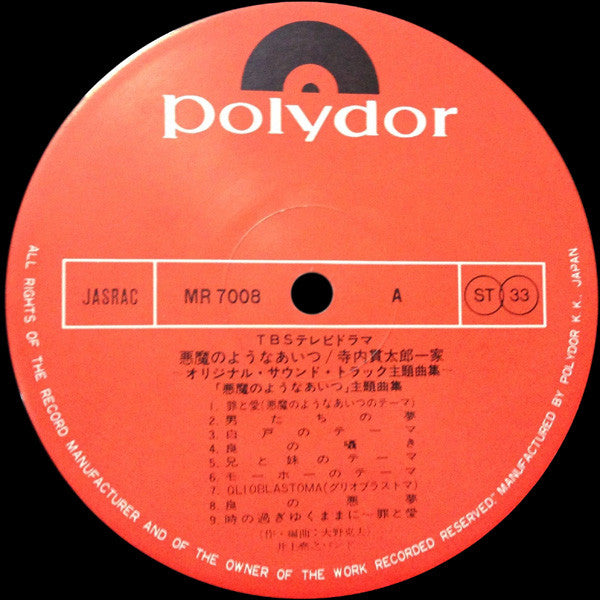 polydor
JASRAC MR 7008 A ST 33
TBSテレビドラマ
悪魔のようなあいつ/寺内貫太郎一家
～オリジナル・サウンド・トラック主題曲集～
「悪魔のようなあいつ」主題曲集
1. 罪と愛(悪魔のようなあいつのテーマ)
2. 男たちの夢
3. 白戸のテーマ
4. 良の囁き
5. 兄と妹のテーマ
6. モーホーのテーマ
7. GLIOBLASTOMA(グリオブラストマ)
8. 良の悪夢
9. 時の過ぎゆくままに～罪と愛
(作・編曲:大野克夫)
井上堯之バンド
ALL RIGHTS OF THE RECORD MANUFACTURER AND OF THE OWNER OF THE WORK RECORDED RESERVED. MANUFACTURED BY POLYDOR K.K. JAPAN